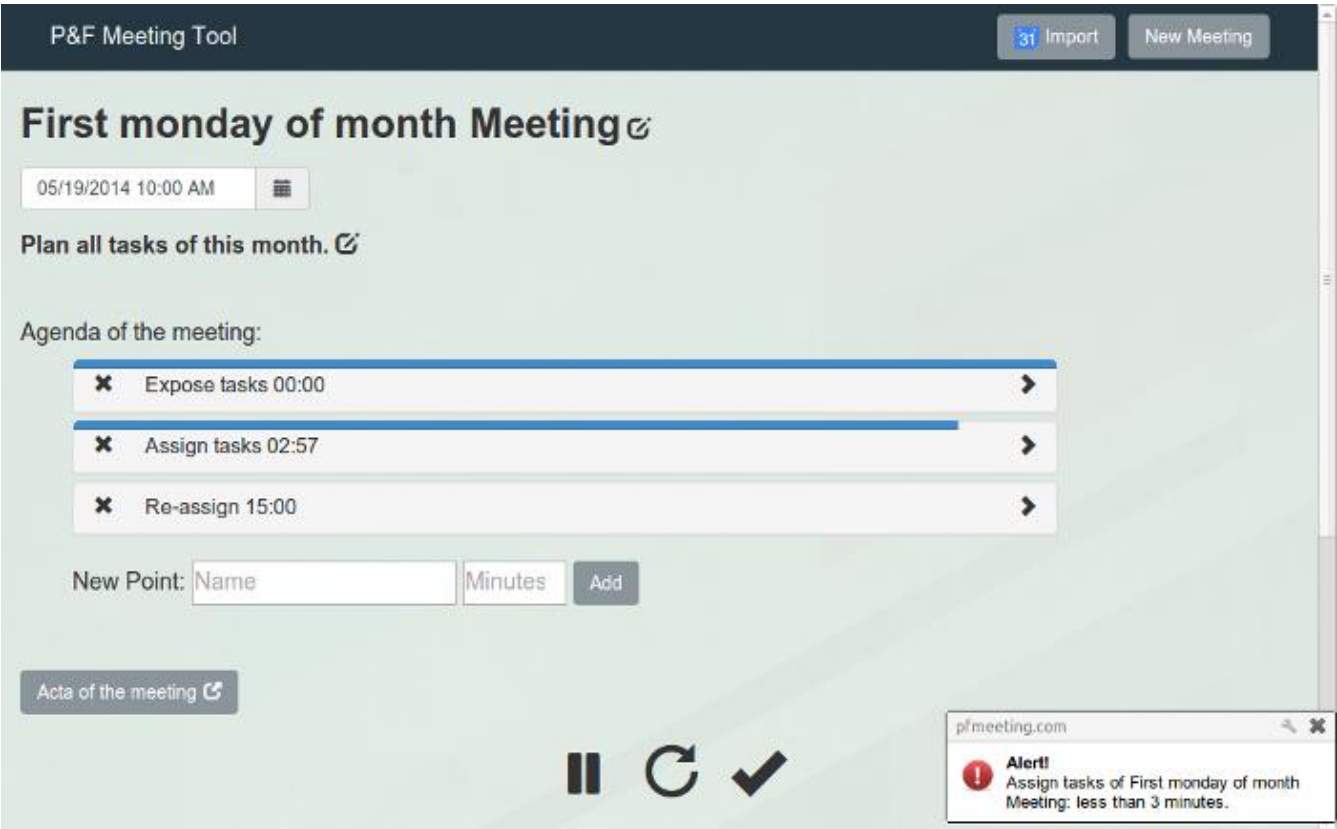 P&F Meeting Tool
31 Import
New Meeting
First monday of month Meeting
05/19/2014 10:00 AM
Plan all tasks of this month.
Agenda of the meeting:
Expose tasks 00:00
Assign tasks 02:57
Re-assign 15:00
New Point: Name Minutes Add
Acta of the meeting
pfmeeting.com
Alert!
Assign tasks of First monday of month
Meeting: less than 3 minutes.